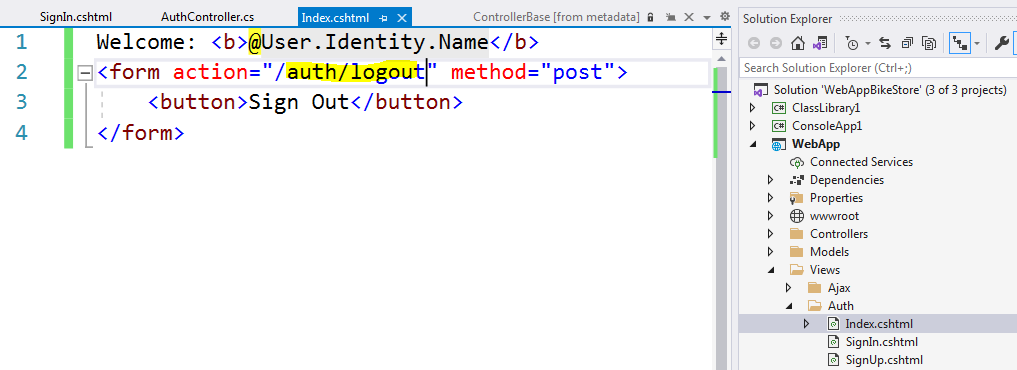 SignIn.cshtml AuthController.cs Index.cshtml ControllerBase [from metadata]
1 Welcome: <b>@User.Identity.Name</b>
2 <form action="/auth/logout" method="post">
3 <button>Sign Out</button>
4 </form>
Solution Explorer
Search Solution Explorer (Ctrl+;)
Solution 'WebAppBikeStore' (3 of 3 projects)
C# ClassLibrary1
C# ConsoleApp1
WebApp
Connected Services
Dependencies
Properties
wwwroot
Controllers
Models
Views
Ajax
Auth
Index.cshtml
SignIn.cshtml
SignUp.cshtml